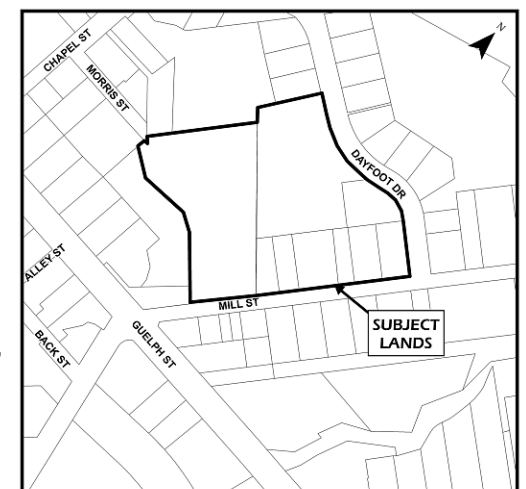 CHAPEL ST
N
MORRIS ST
DAYFOOT DR
ALLEY ST
MILL ST
SUBJECT
LANDS
BACK ST
GUELPH ST